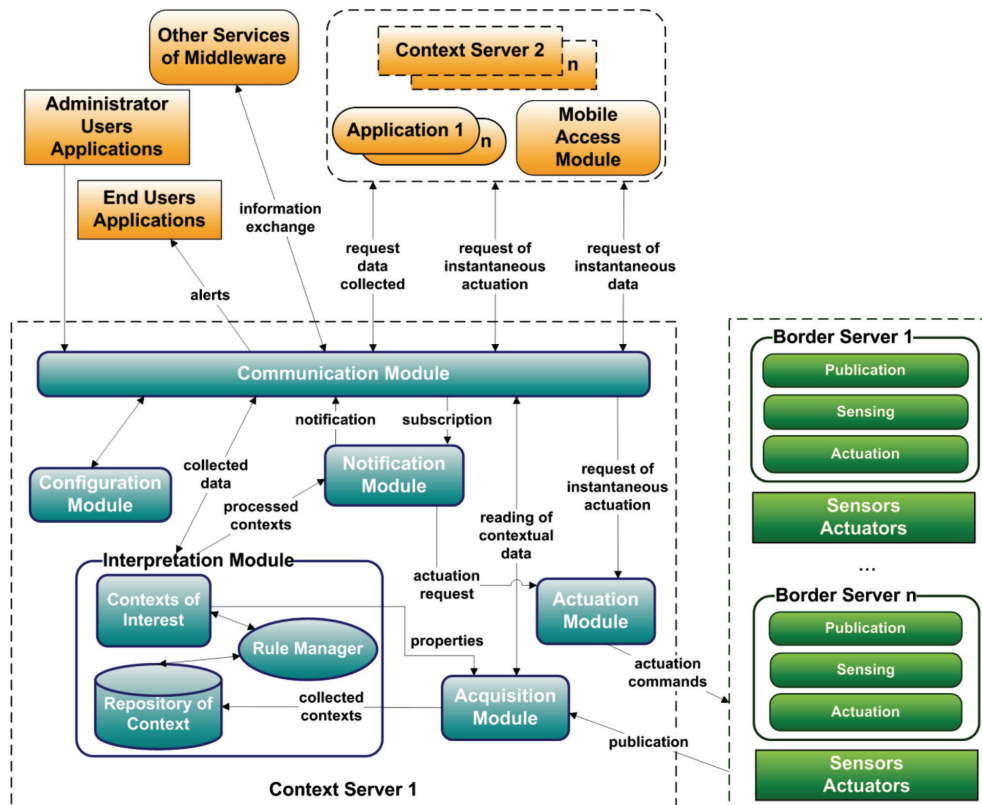 Other Services
of Middleware
Context Server 2
n
Administrator
Users
Applications
Application 1
n
Mobile
Access
Module
End Users
Applications
information
exchange
request
data
collected
request of
instantaneous
actuation
request of
instantaneous
data
alerts
Communication Module
notification
subscription
Configuration
Module
collected
data
Notification
Module
processed
contexts
reading of
contextual
data
request of
instantaneous
actuation
Interpretation Module
Contexts of
Interest
Rule Manager
Repository of
Context
actuation
request
Actuation
Module
properties
collected
contexts
Acquisition
Module
actuation
commands
publication
Context Server 1
Border Server 1
Publication
Sensing
Actuation
Sensors
Actuators
...
Border Server n
Publication
Sensing
Actuation
Sensors
Actuators